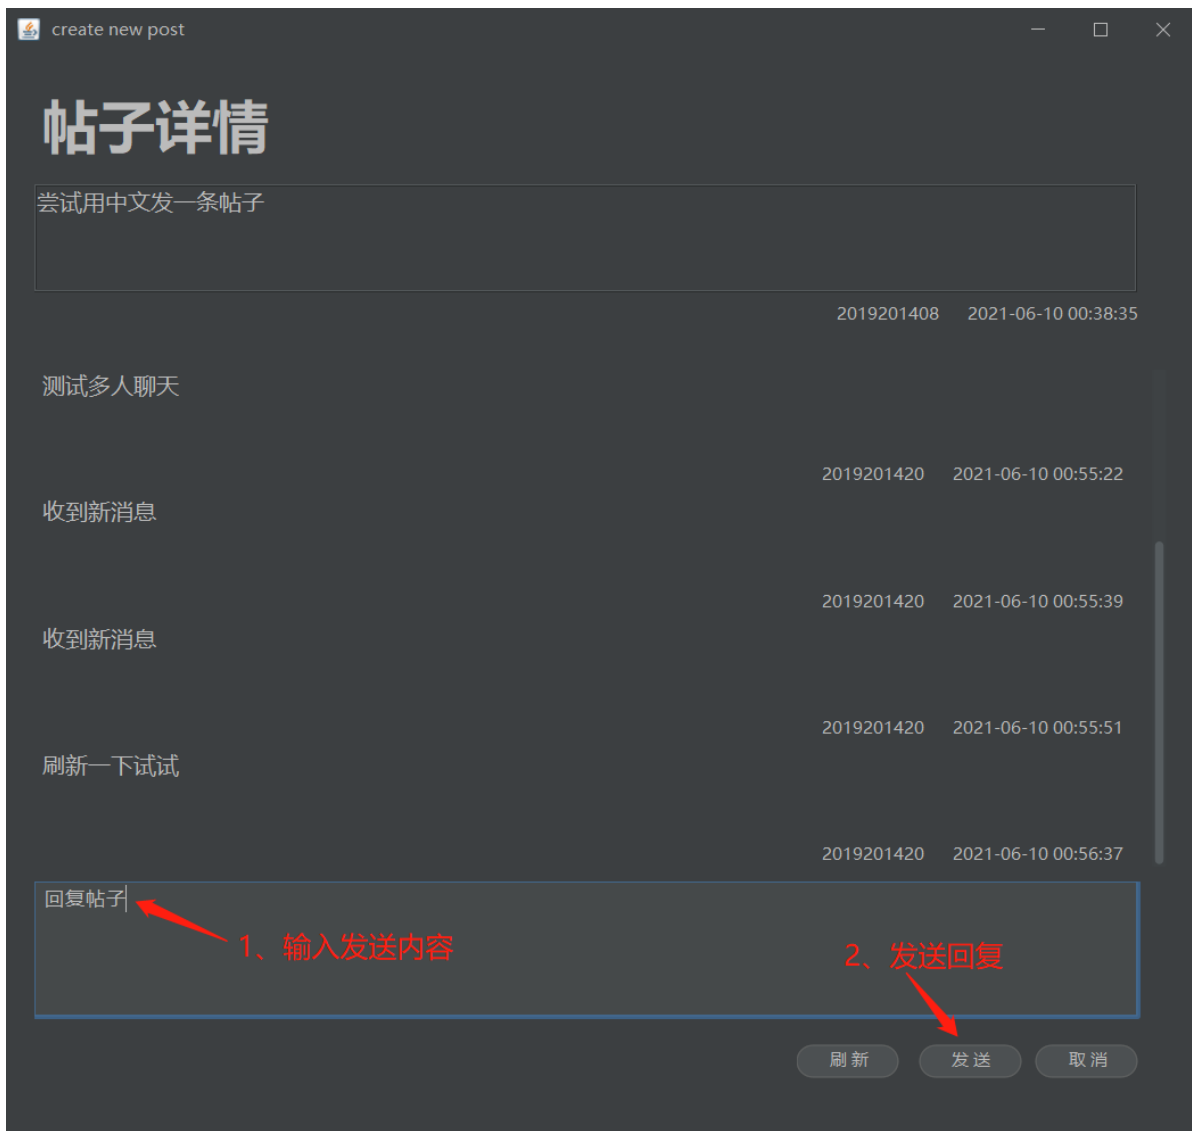 create new post
帖子详情
尝试用中文发一条帖子
2019201408 2021-06-10 00:38:35
测试多人聊天
2019201420 2021-06-10 00:55:22
收到新消息
2019201420 2021-06-10 00:55:39
收到新消息
2019201420 2021-06-10 00:55:51
刷新一下试试
2019201420 2021-06-10 00:56:37
回复帖子
1、输入发送内容
2、发送回复
刷新 发送 取消